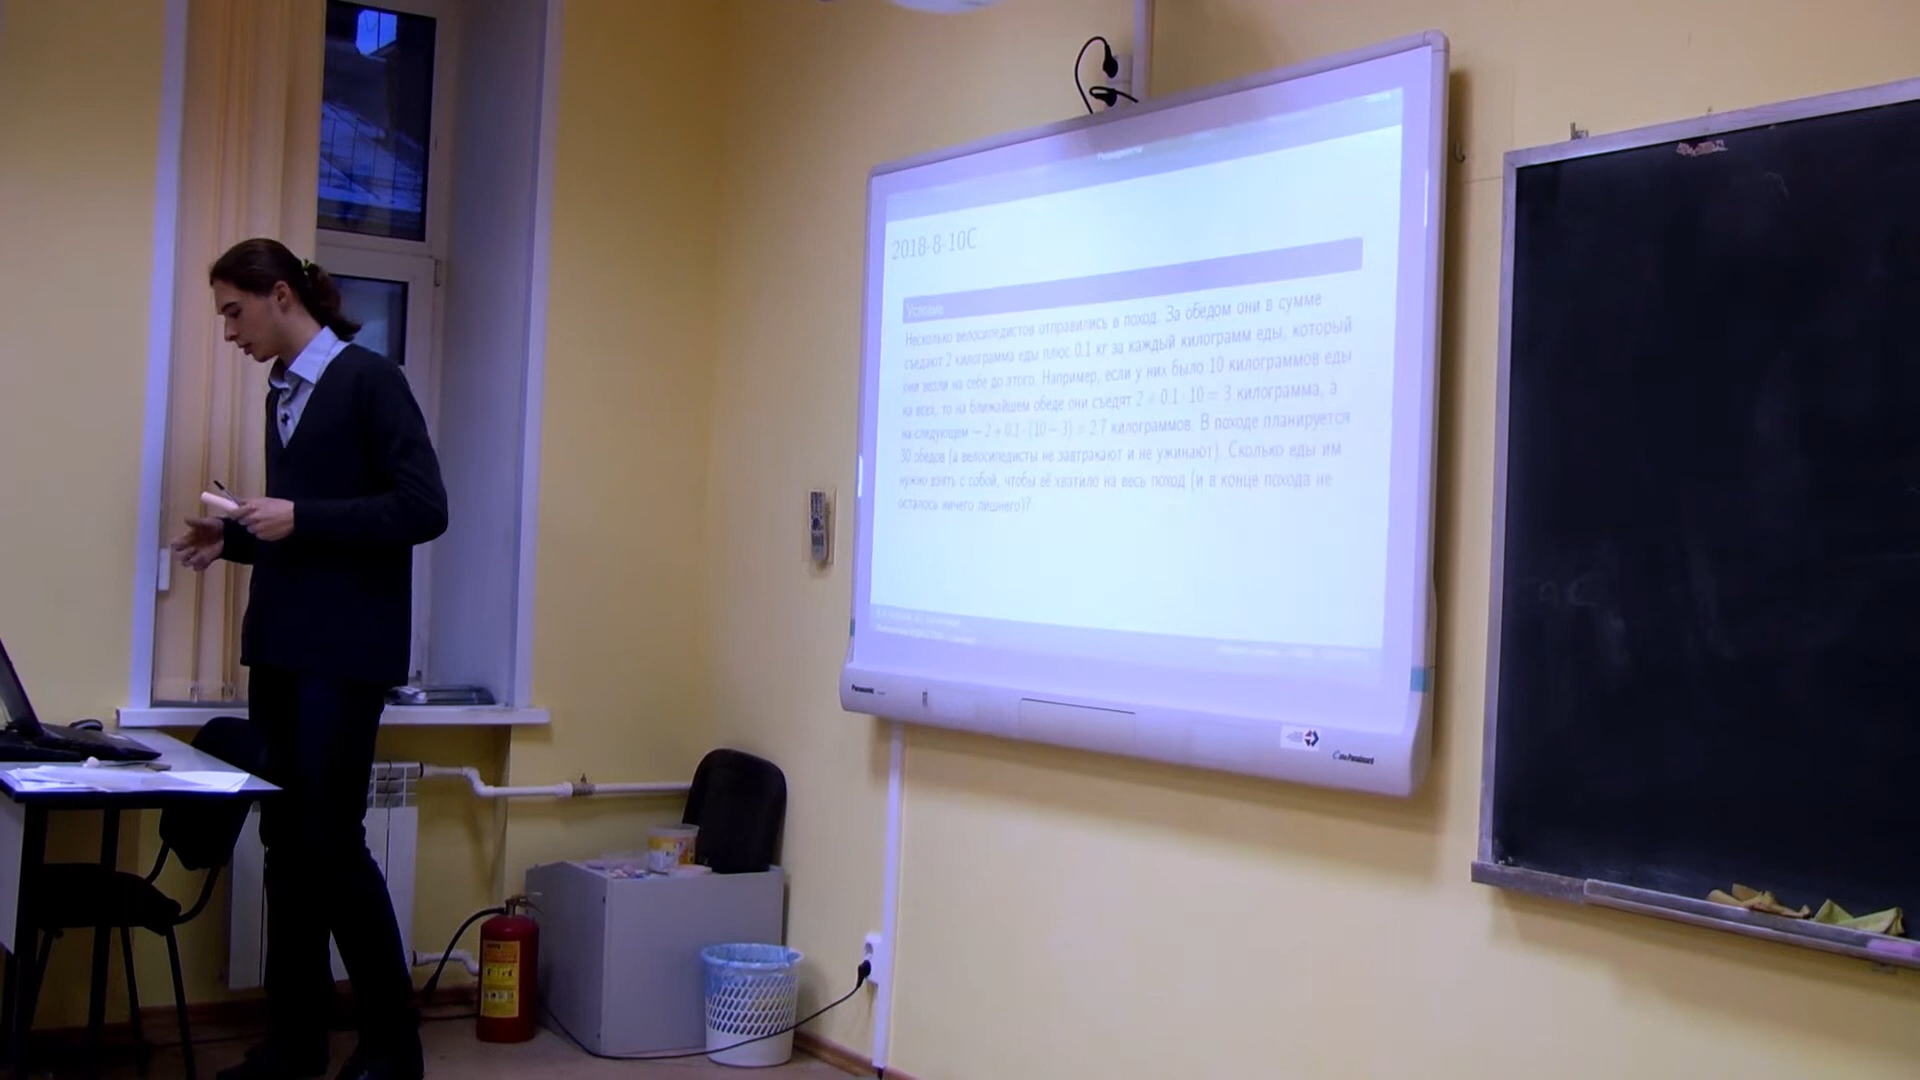 2018-8-10C
Условие
Несколько велосипедистов отправились в поход. За обедом они в сумме
съедают 2 килограмма еды плюс 0.1 кг за каждый килограмм еды, который
они везли на себе до этого. Например, если у них было 10 килограммов еды
на всех, то на ближайшем обеде они съедят 2 + 0.1 · 10 = 3 килограмма, а
на следующем — 2 + 0.1 · (10 − 3) = 2.7 килограммов. В походе планируется
30 обедов (а велосипедисты не завтракают и не ужинают). Сколько еды им
нужно взять с собой, чтобы её хватило на весь поход (и в конце похода не
осталось ничего лишнего)?
Panasonic
Panaboard